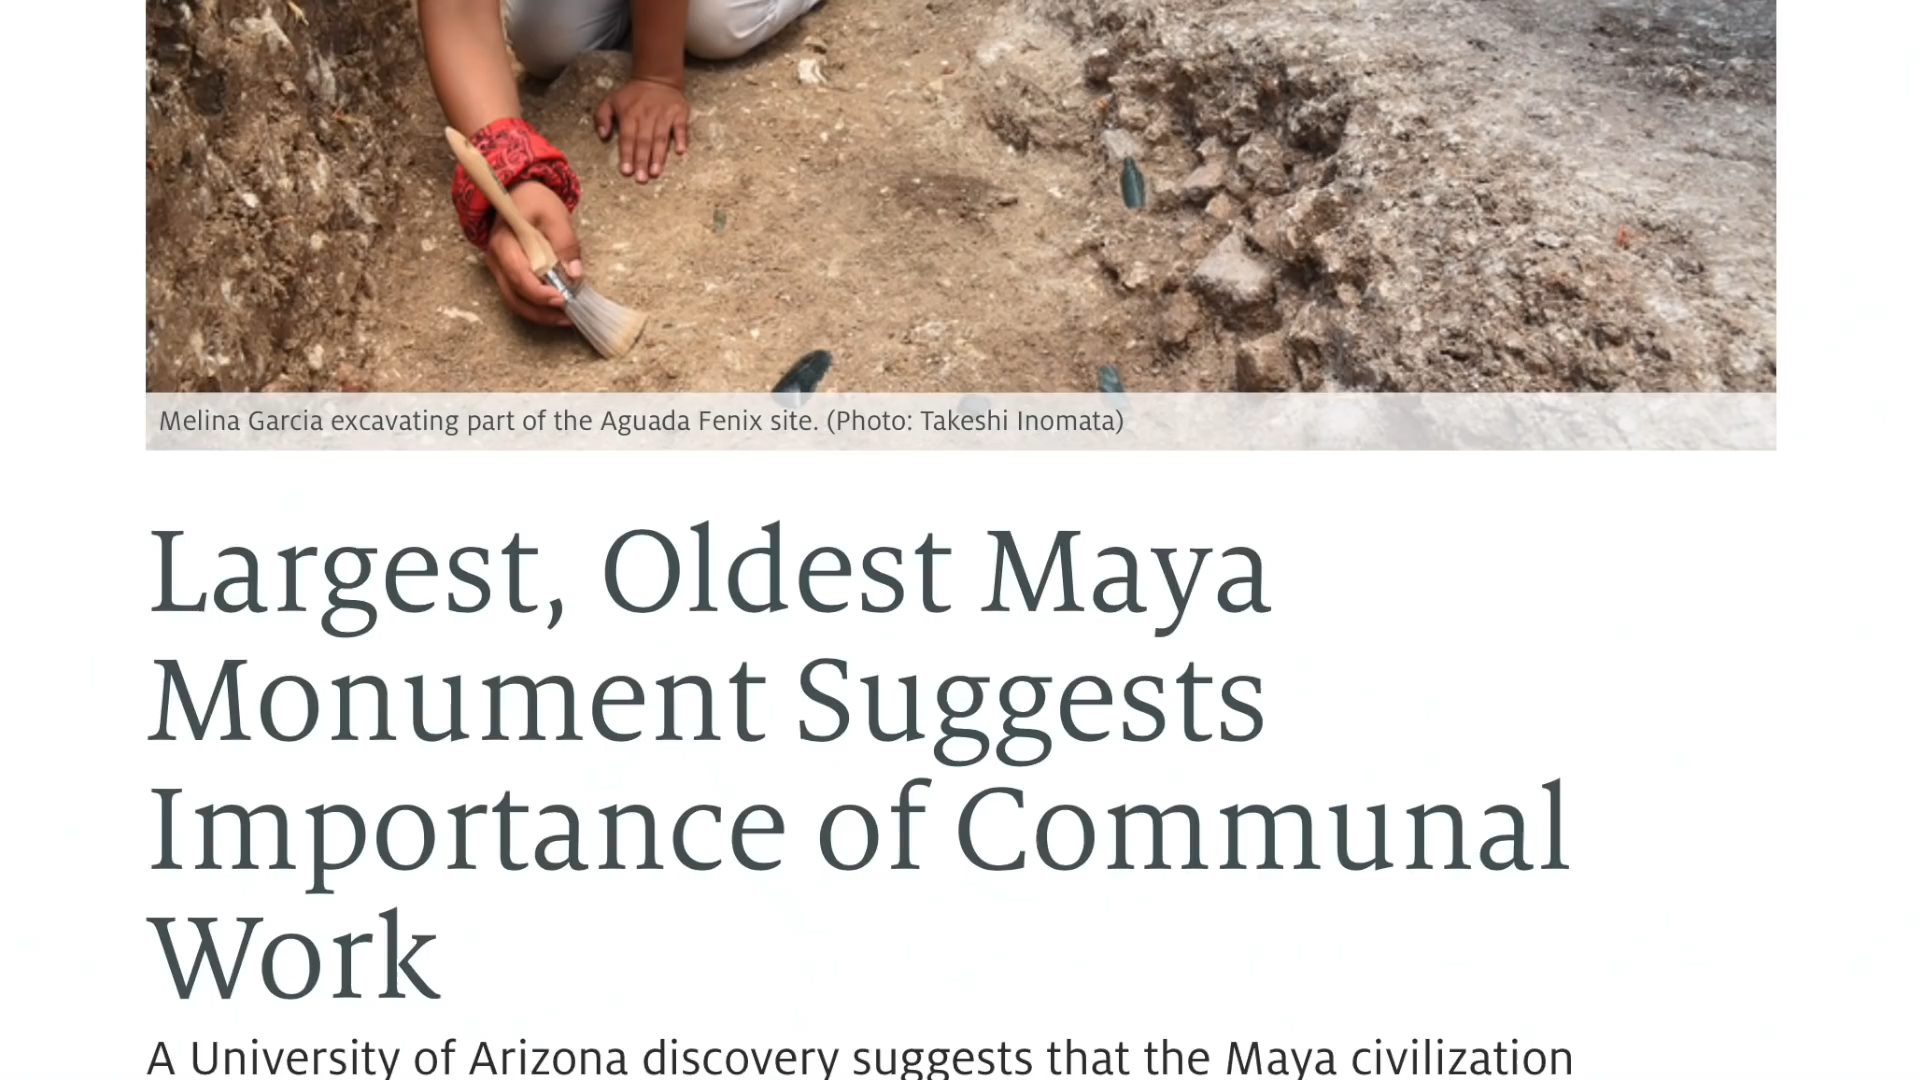 Melina Garcia excavating part of the Aguada Fenix site. (Photo: Takeshi Inomata)
Largest, Oldest Maya
Monument Suggests
Importance of Communal
Work
A University of Arizona discovery suggests that the Maya civilization